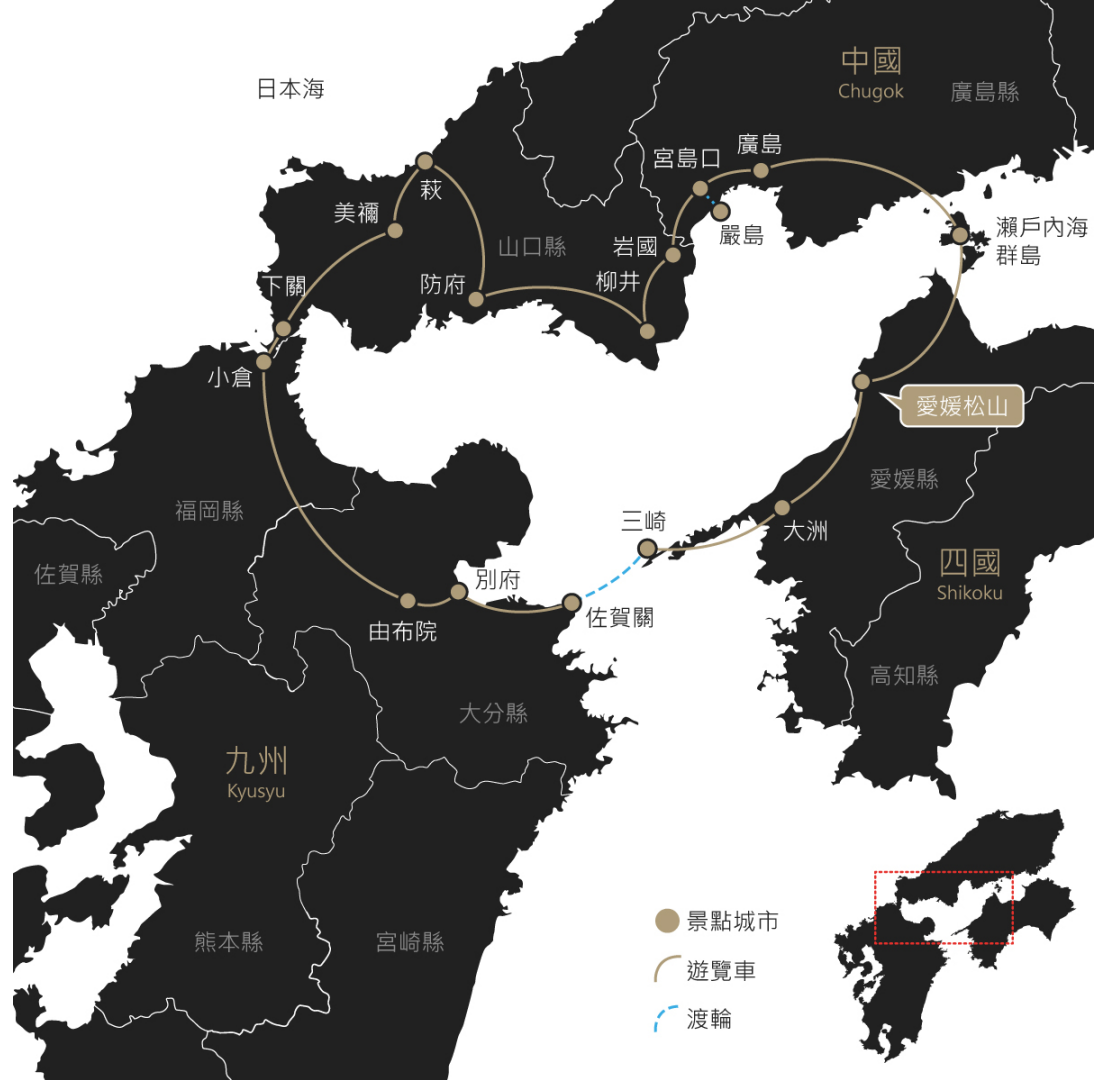 日本海
中國
Chugok
廣島縣
廣島
宮島口
萩
美禰
嚴島
瀨戶內海
群島
山口縣
岩國
柳井
防府
下關
小倉
愛媛松山
愛媛縣
福岡縣
三崎
大洲
四國
Shikoku
佐賀縣
別府
佐賀關
由布院
高知縣
大分縣
九州
Kyusyu
熊本縣
宮崎縣
景點城市
遊覽車
渡輪